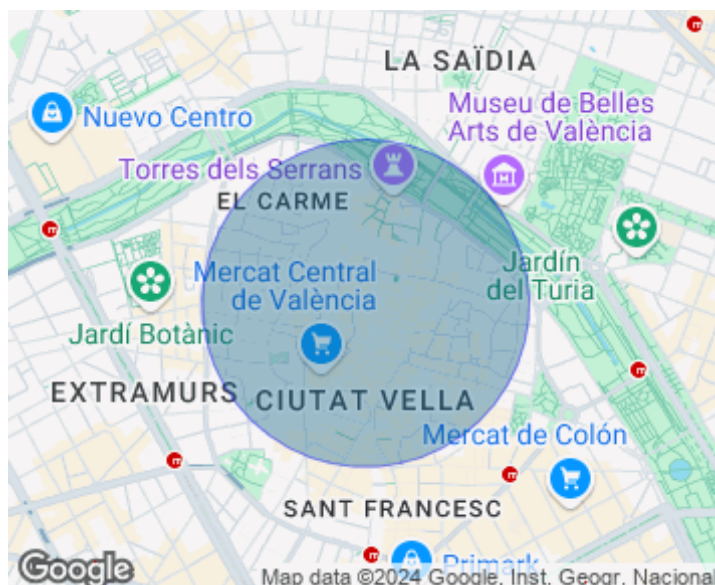 LA SAÏDIA
Nuevo Centro
Museu de Belles
Arts de València
Torres dels Serrans
EL CARME
Mercat Central
de València
Jardín
del Turia
Jardí Botànic
EXTRAMURS
CIUTAT VELLA
Mercat de Colón
SANT FRANCESC
Primark
Google
Map data ©2024 Google, Inst. Geogr. Nacional